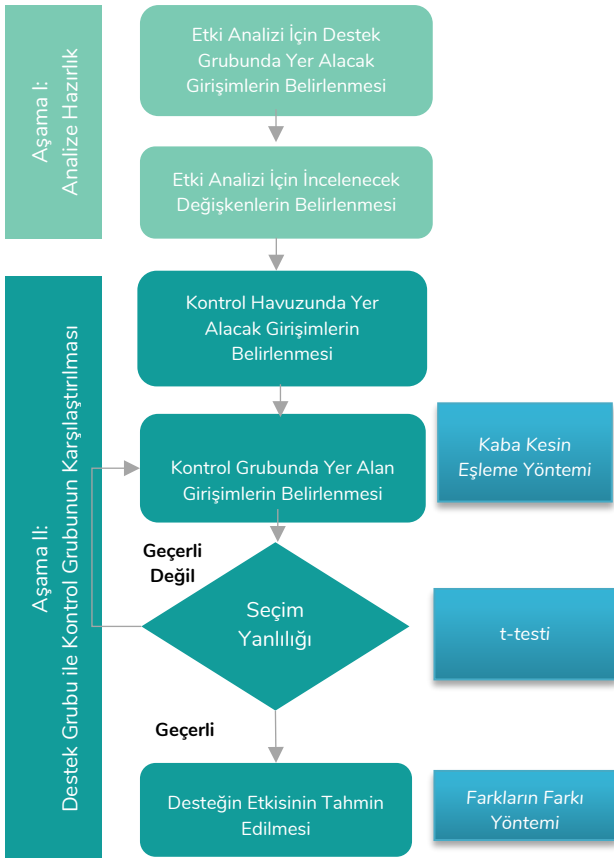 Aşama I:
Analize Hazırlık
Etki Analizi İçin Destek
Grubunda Yer Alacak
Girişimlerin Belirlenmesi
Etki Analizi İçin İncelenecek
Değişkenlerin Belirlenmesi
Aşama II:
Destek Grubu ile Kontrol Grubunun Karşılaştırılması
Kontrol Havuzunda Yer
Alacak Girişimlerin
Belirlenmesi
Kontrol Grubunda Yer Alan
Girişimlerin Belirlenmesi
Kaba Kesin
Eşleme Yöntemi
Geçerli
Değil
Seçim
Yanlılığı
t-testi
Geçerli
Desteğin Etkisinin Tahmin
Edilmesi
Farkların Farkı
Yöntemi